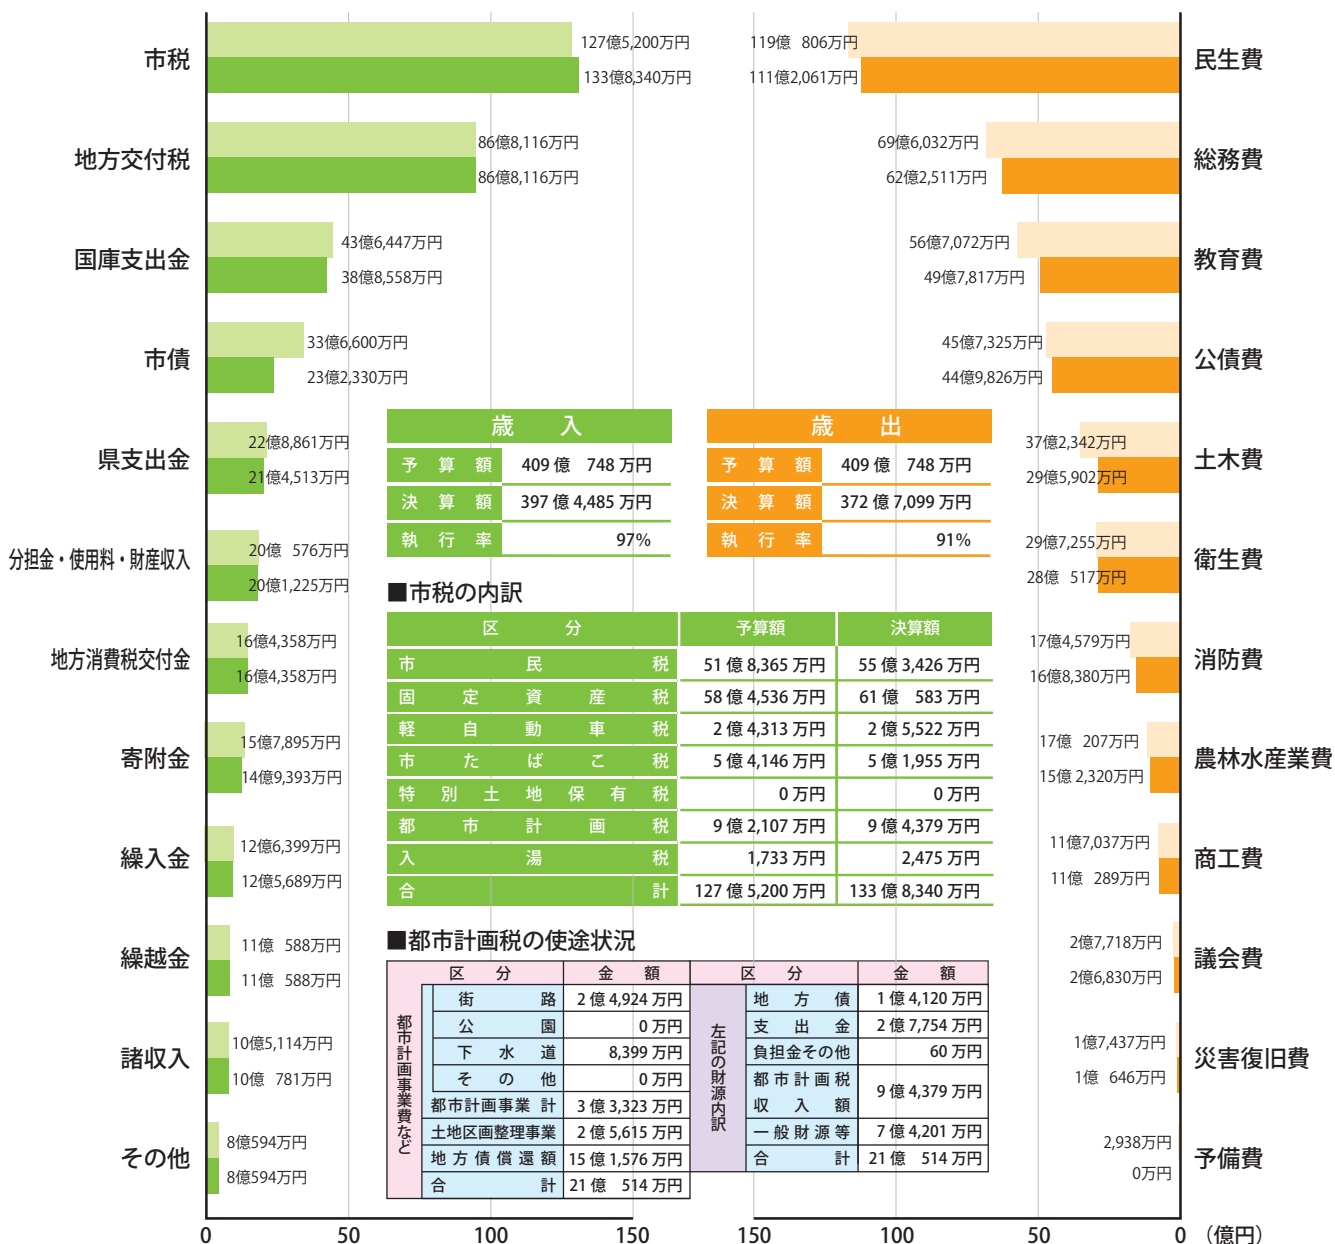 市税
127億5,200万円
133億8,340万円
地方交付税
86億8,116万円
86億8,116万円
国庫支出金
43億6,447万円
38億8,558万円
市債
33億6,600万円
23億2,330万円
県支出金
22億8,861万円
21億4,513万円
分担金・使用料・財産収入
20億 576万円
20億1,225万円
地方消費税交付金
16億4,358万円
16億4,358万円
寄附金
15億7,895万円
14億9,393万円
繰入金
12億6,399万円
12億5,689万円
繰越金
11億 588万円
11億 588万円
諸収入
10億5,114万円
10億 781万円
その他
8億594万円
8億594万円
0 50 100 150
119億 806万円
111億2,061万円
民生費
69億6,032万円
62億2,511万円
総務費
56億7,072万円
49億7,817万円
教育費
45億7,325万円
44億9,826万円
公債費
37億2,342万円
29億5,902万円
土木費
29億7,255万円
28億 517万円
衛生費
17億4,579万円
16億8,380万円
消防費
17億 207万円
15億2,320万円
農林水産業費
11億7,037万円
11億 289万円
商工費
2億7,718万円
2億6,830万円
議会費
1億7,437万円
1億 646万円
災害復旧費
2,938万円
0万円
予備費
150 100 50 0 （億円）
歳 入
予算額 409億 748万円
決算額 397億4,485万円
執行率 97%
歳 出
予算額 409億 748万円
決算額 372億7,099万円
執行率 91%
■市税の内訳
区 分 予算額 決算額
市民税 51億8,365万円 55億3,426万円
固定資産税 58億4,536万円 61億 583万円
軽自動車税 2億4,313万円 2億5,522万円
市たばこ税 5億4,146万円 5億1,955万円
特別土地保有税 0万円 0万円
都市計画税 9億2,107万円 9億4,379万円
入湯税 1,733万円 2,475万円
合計 127億5,200万円 133億8,340万円
■都市計画税の使途状況
区 分 金 額 区 分 金 額
都市計画事業費など
街路 2億4,924万円
公園 0万円
下水道 8,399万円
その他 0万円
都市計画事業 計 3億3,323万円
土地区画整理事業 2億5,615万円
地方債償還額 15億1,576万円
合計 21億 514万円
左記の財源内訳
地方債 1億4,120万円
支出金 2億7,754万円
負担金その他 60万円
都市計画税
収入額 9億4,379万円
一般財源等 7億4,201万円
合計 21億 514万円